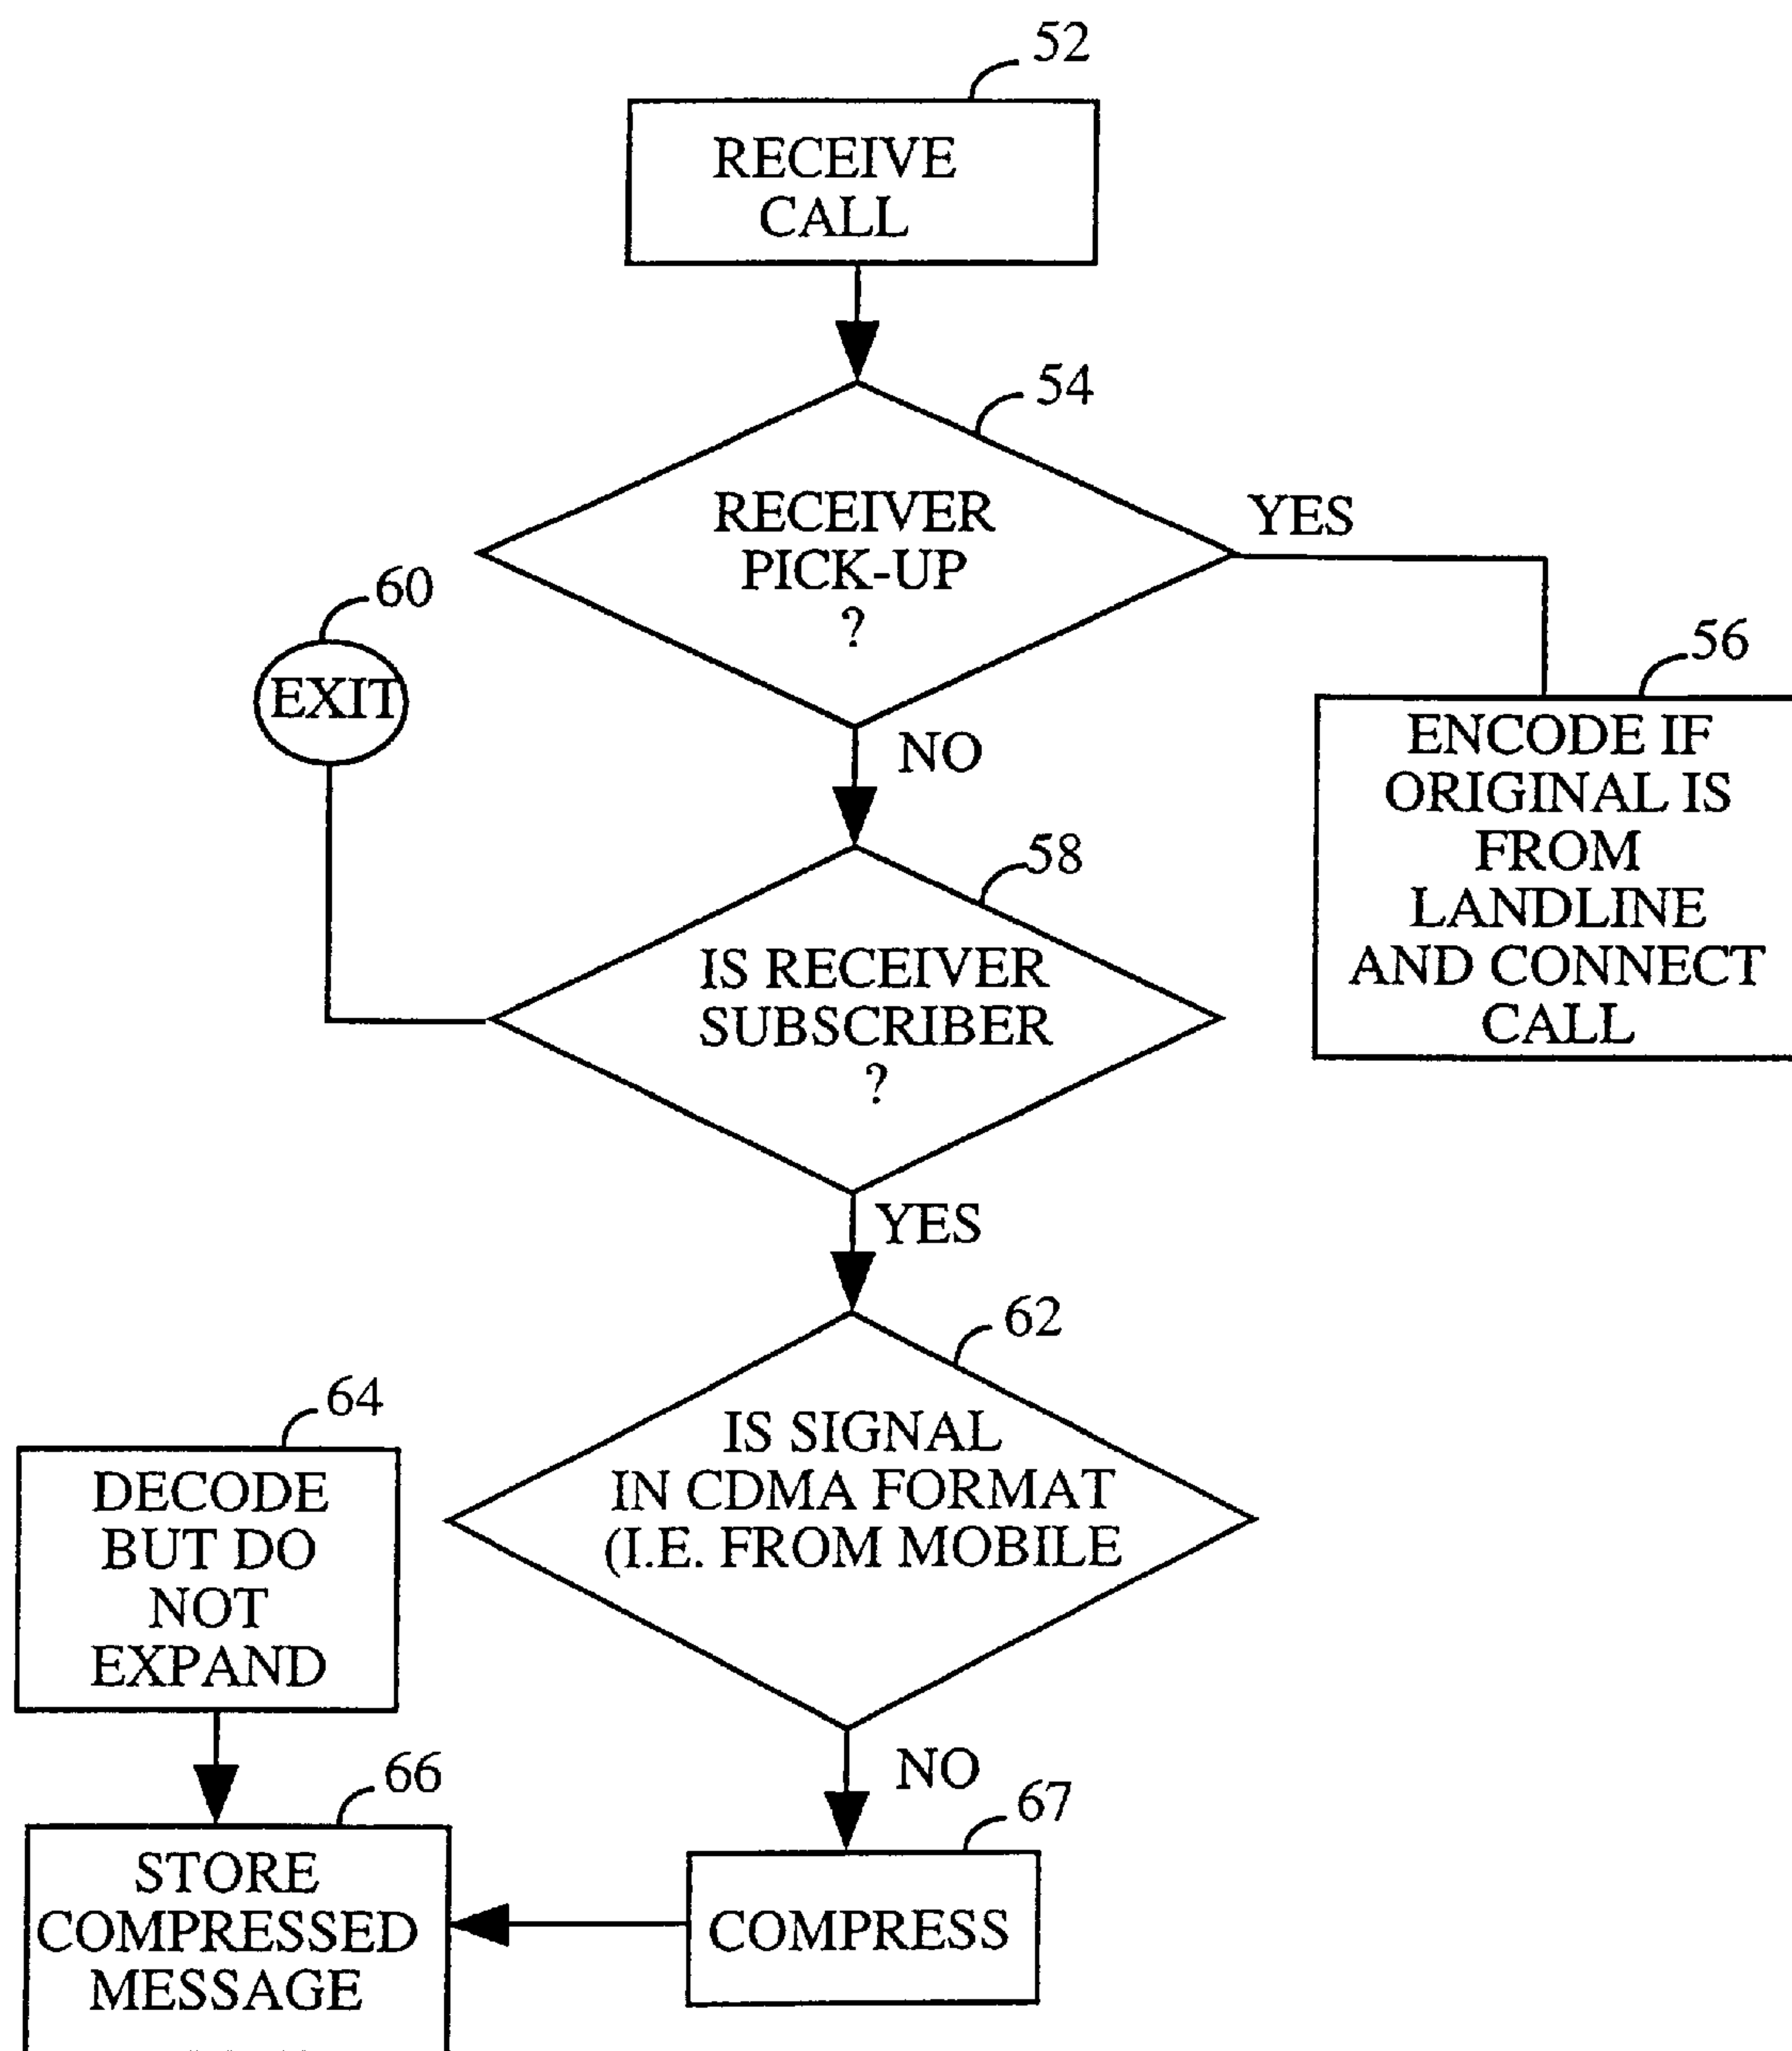 52
RECEIVE
CALL
54
RECEIVER
PICK-UP
?
YES
60
EXIT
NO
56
ENCODE IF
ORIGINAL IS
FROM
LANDLINE
AND CONNECT
CALL
58
IS RECEIVER
SUBSCRIBER
?
YES
62
IS SIGNAL
IN CDMA FORMAT
(I.E. FROM MOBILE
64
DECODE
BUT DO
NOT
EXPAND
NO
66
STORE
COMPRESSED
MESSAGE
67
COMPRESS